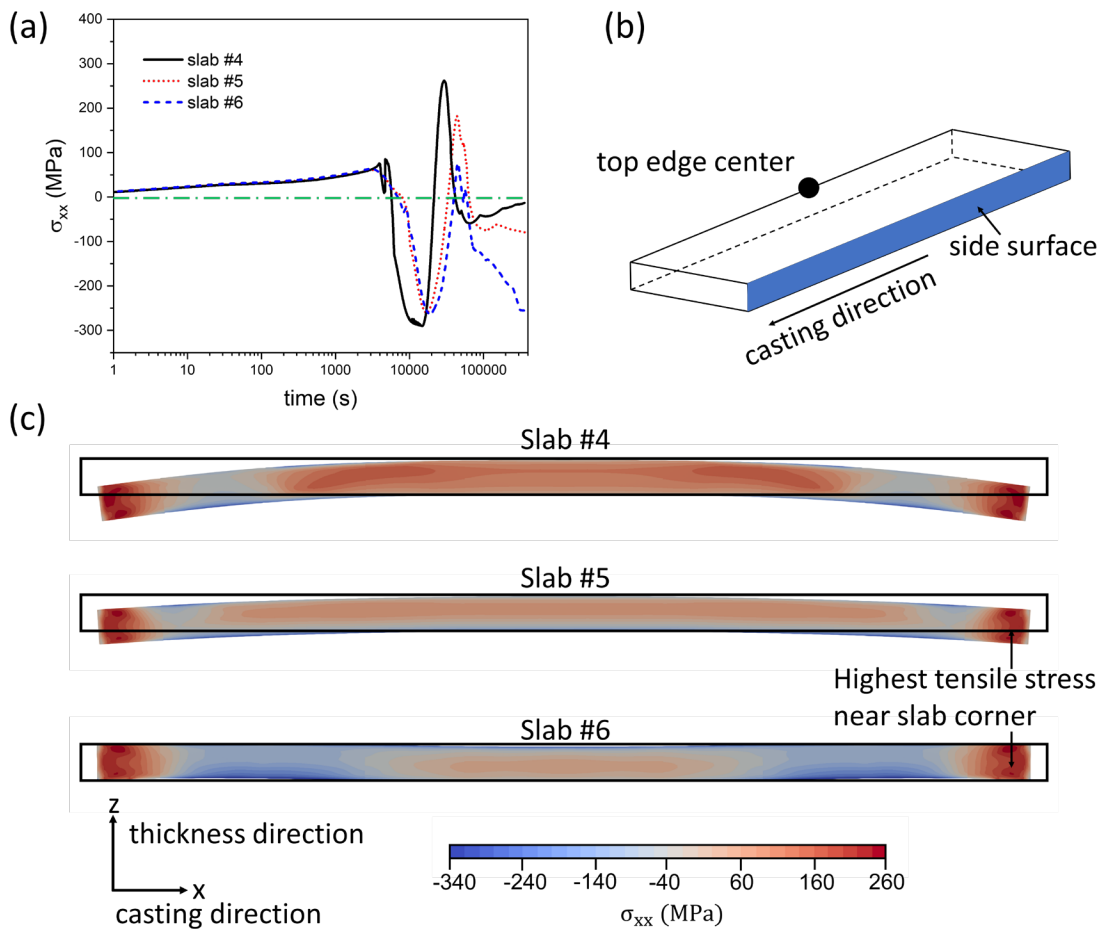 (a)
400
300
200
100
0
-100
-200
-300
σxx (MPa)
slab #4
slab #5
slab #6
1
10
100
1000
10000
100000
time (s)
(b)
top edge center
side surface
casting direction
(c)
Slab #4
Slab #5
Highest tensile stress
near slab corner
Slab #6
z
thickness direction
x
casting direction
-340
-240
-140
-40
60
160
260
σxx (MPa)